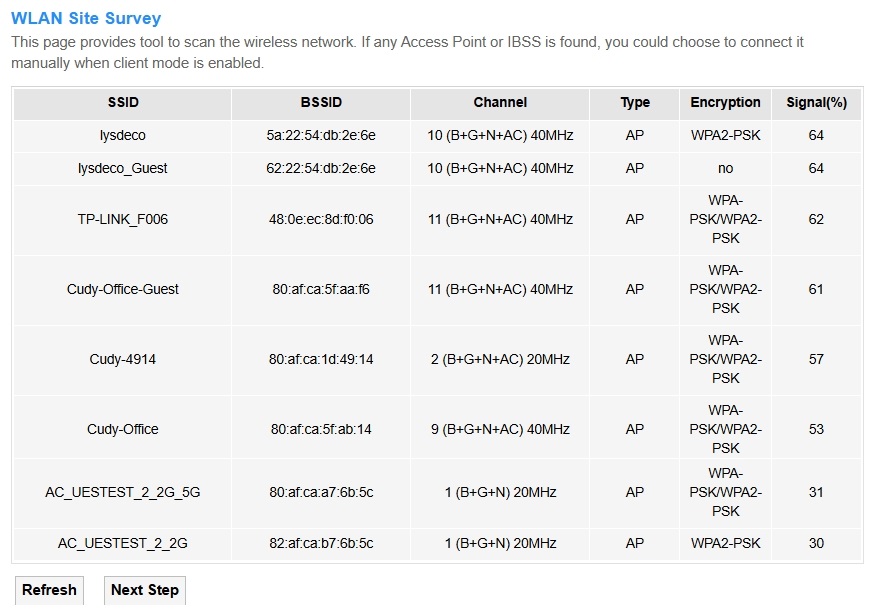 WLAN Site Survey
This page provides tool to scan the wireless network. If any Access Point or IBSS is found, you could choose to connect it
manually when client mode is enabled.
SSID BSSID Channel Type Encryption Signal(%)
lysdeco 5a:22:54:db:2e:6e 10 (B+G+N+AC) 40MHz AP WPA2-PSK 64
lysdeco_Guest 62:22:54:db:2e:6e 10 (B+G+N+AC) 40MHz AP no 64
WPA-
TP-LINK_F006 48:0e:ec:8d:f0:06 11 (B+G+N+AC) 40MHz AP PSK/WPA2- 62
PSK
WPA-
Cudy-Office-Guest 80:af:ca:5f:aa:f6 11 (B+G+N+AC) 40MHz AP PSK/WPA2- 61
PSK
WPA-
Cudy-4914 80:af:ca:1d:49:14 2 (B+G+N+AC) 20MHz AP PSK/WPA2- 57
PSK
WPA-
Cudy-Office 80:af:ca:5f:ab:14 9 (B+G+N+AC) 40MHz AP PSK/WPA2- 53
PSK
WPA-
AC_UESTEST_2_2G_5G 80:af:ca:a7:6b:5c 1 (B+G+N) 20MHz AP PSK/WPA2- 31
PSK
AC_UESTEST_2_2G 82:af:ca:b7:6b:5c 1 (B+G+N) 20MHz AP WPA2-PSK 30
Refresh Next Step